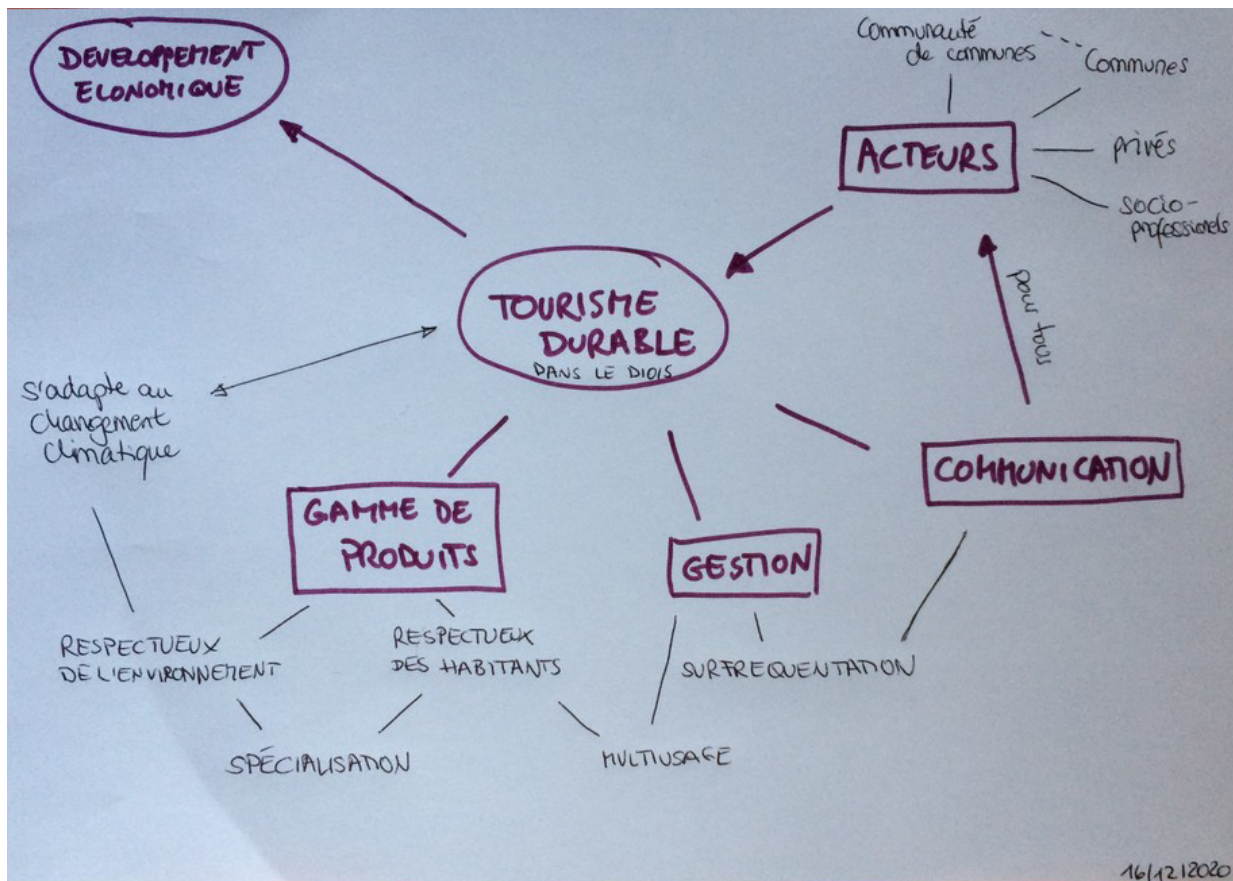 DEVELOPPEMENT
ECONOMIQUE
Communauté
de communes
Communes
ACTEURS
privés
socio-
professionels
pour tous
TOURISME
DURABLE
DANS LE DIOIS
s'adapte au
changement
climatique
COMMUNICATION
GAMME DE
PRODUITS
GESTION
RESPECTUEUX
DE L'ENVIRONNEMENT
RESPECTUEUX
DES HABITANTS
SURFREQUENTATION
SPÉCIALISATION
MULTIUSAGE
16/12/2020